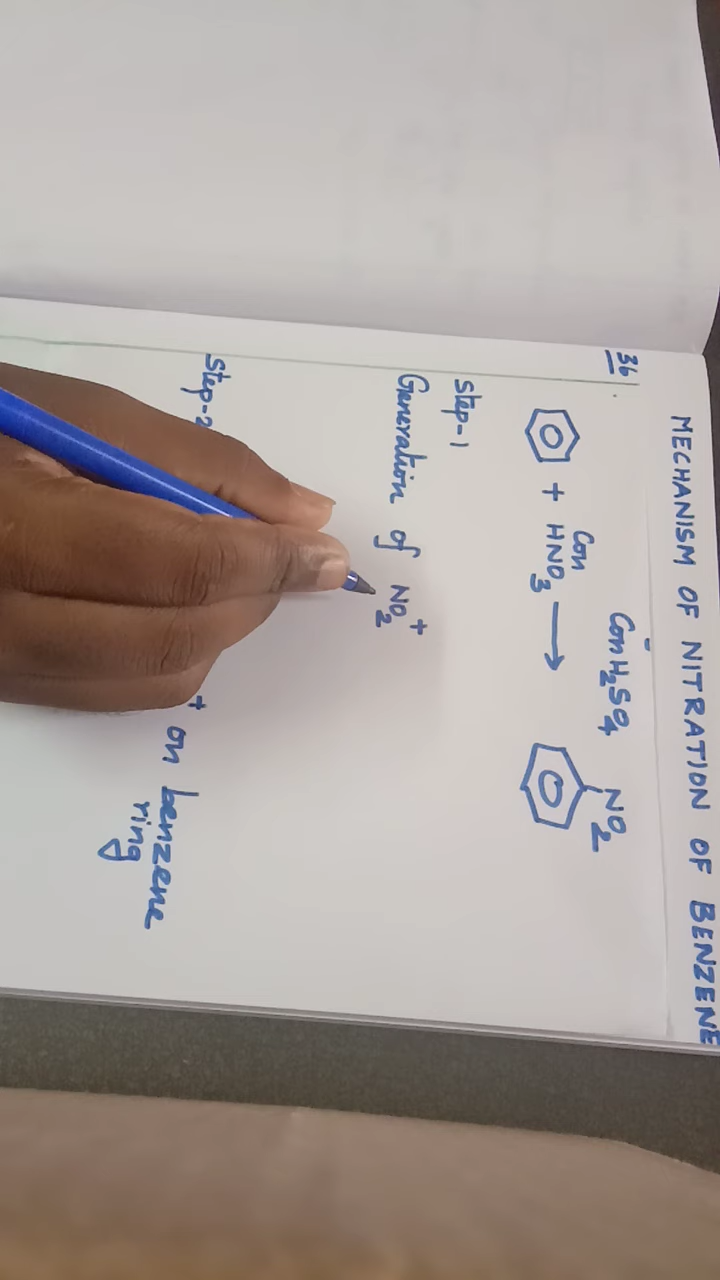 MECHANISM OF NITRATION OF BENZENE
36.
Con H2SO4
Con
+ HNO3 → NO2
Step-1
Generation of NO2+
Step-2
+ on benzene
ring